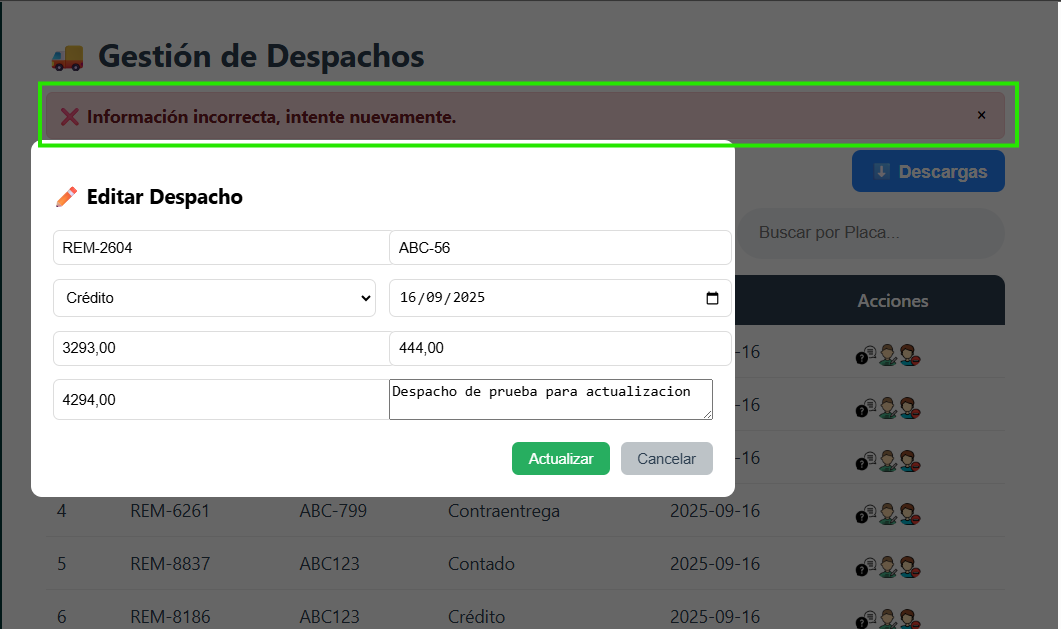 Gestión de Despachos
Información incorrecta, intente nuevamente. ×
Descargas
Editar Despacho
Buscar por Placa...
REM-2604 ABC-56
Crédito 16/09/2025
Acciones
3293,00 444,00
-16
4294,00 Despacho de prueba para actualizacion
-16
Actualizar Cancelar
-16
4 REM-6261 ABC-799 Contraentrega 2025-09-16
5 REM-8837 ABC123 Contado 2025-09-16
6 REM-8186 ABC123 Crédito 2025-09-16